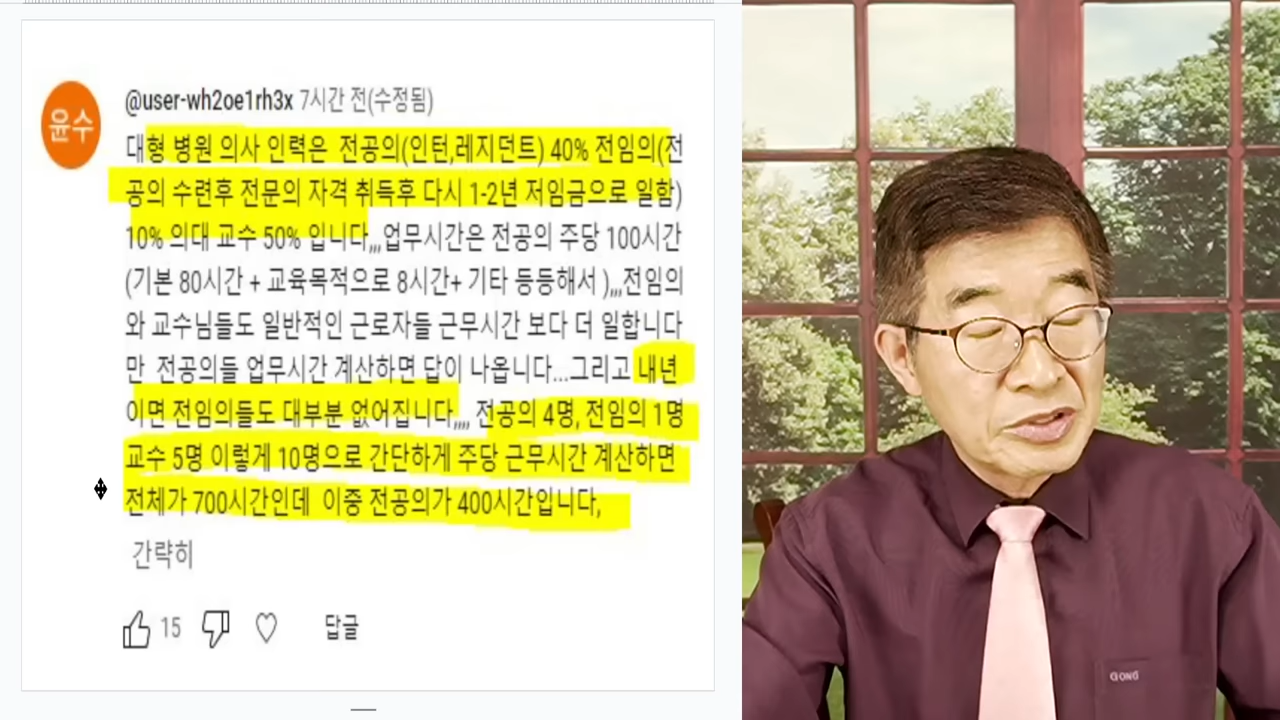 윤수
@user-wh2oe1rh3x 7시간 전(수정됨)
대형 병원 의사 인력은 전공의(인턴,레지던트) 40% 전임의(전
공의 수련후 전문의 자격 취득후 다시 1-2년 저임금으로 일함)
10% 의대 교수 50% 입니다,,,업무시간은 전공의 주당 100시간
(기본 80시간 + 교육목적으로 8시간+ 기타 등등해서 ),,,전임의
와 교수님들도 일반적인 근로자들 근무시간 보다 더 일합니다
만 전공의들 업무시간 계산하면 답이 나옵니다...그리고 내년
이면 전임의들도 대부분 없어집니다,,,, 전공의 4명, 전임의 1명
교수 5명 이렇게 10명으로 간단하게 주당 근무시간 계산하면
전체가 700시간인데 이중 전공의가 400시간입니다,
간략히
15 답글
GONG